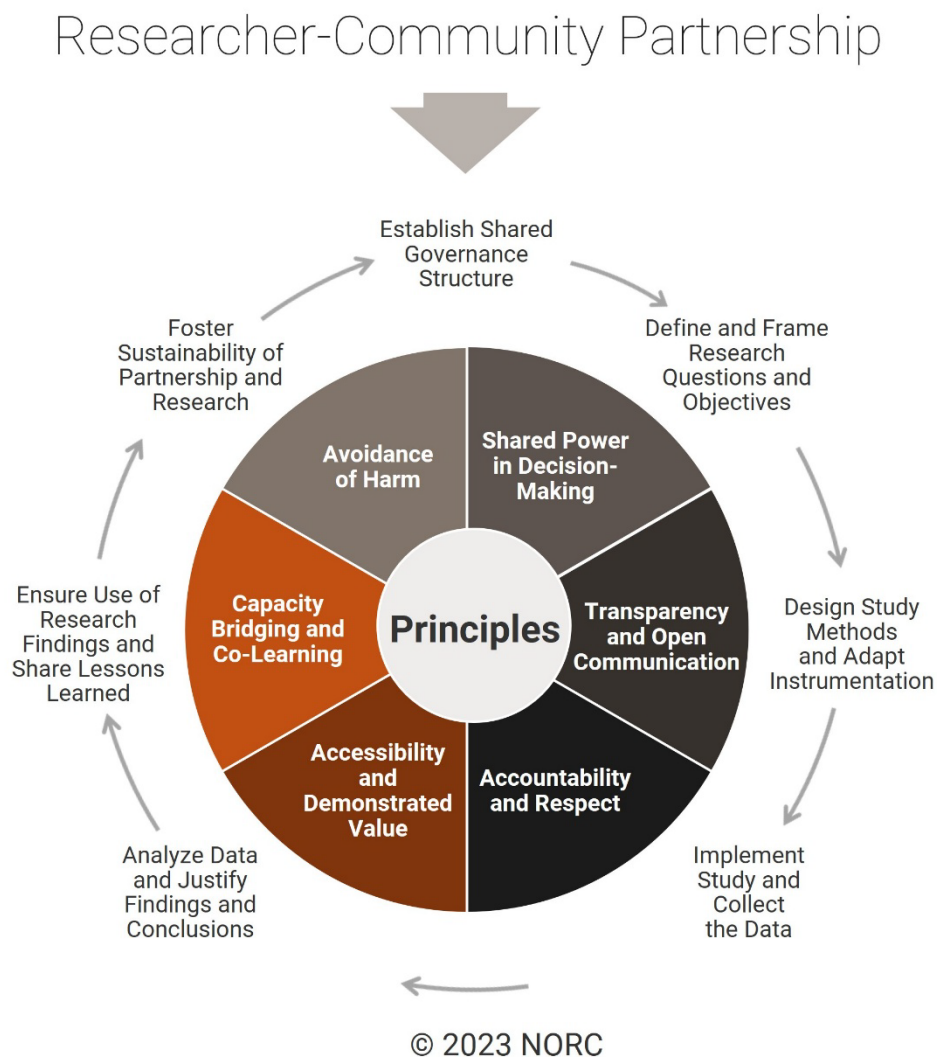 Researcher-Community Partnership
Establish Shared
Governance
Structure
Define and Frame
Research
Questions and
Objectives
Design Study
Methods
and Adapt
Instrumentation
Implement
Study and
Collect
the Data
Analyze Data
and Justify
Findings and
Conclusions
Ensure Use of
Research
Findings and
Share Lessons
Learned
Foster
Sustainability of
Partnership and
Research
Shared Power
in Decision-
Making
Transparency
and Open
Communication
Accountability
and Respect
Accessibility
and
Demonstrated
Value
Capacity
Bridging and
Co-Learning
Avoidance
of Harm
Principles
© 2023 NORC